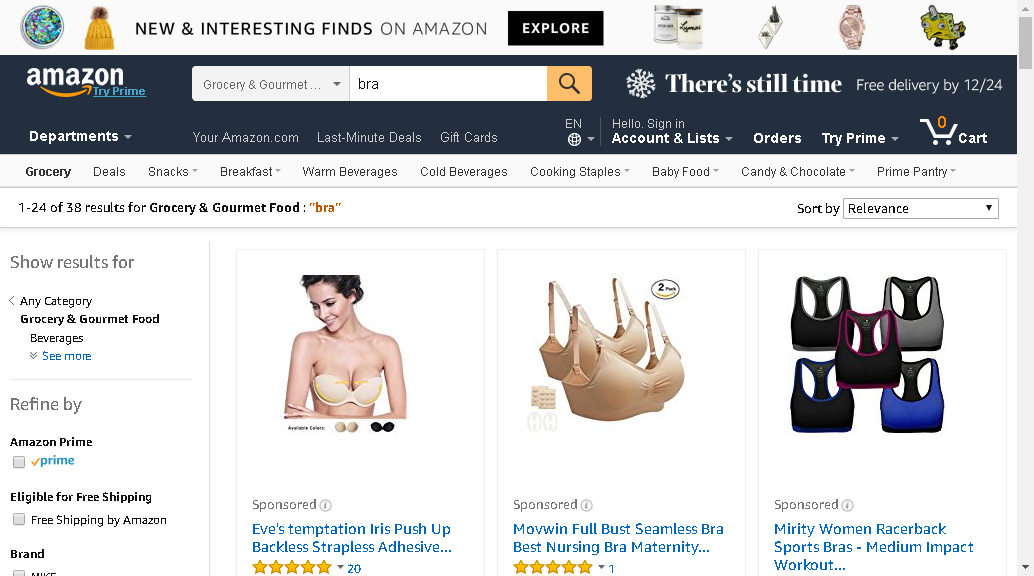 NEW & INTERESTING FINDS ON AMAZON
EXPLORE
amazon
Try Prime
Grocery & Gourmet ...
bra
There's still time
Free delivery by 12/24
Departments
Your Amazon.com
Last-Minute Deals
Gift Cards
EN
Hello. Sign in
Account & Lists
Orders
Try Prime
0
Cart
Grocery
Deals
Snacks
Breakfast
Warm Beverages
Cold Beverages
Cooking Staples
Baby Food
Candy & Chocolate
Prime Pantry
1-24 of 38 results for Grocery & Gourmet Food : "bra"
Sort by
Relevance
Show results for
Any Category
Grocery & Gourmet Food
Beverages
See more
Refine by
Amazon Prime
prime
Eligible for Free Shipping
Free Shipping by Amazon
Brand
NIKE
Available Colors:
Sponsored
Eve's temptation Iris Push Up
Backless Strapless Adhesive...
20
2 Pack
Sponsored
Movwin Full Bust Seamless Bra
Best Nursing Bra Maternity...
1
Sponsored
Mirity Women Racerback
Sports Bras - Medium Impact
Workout...